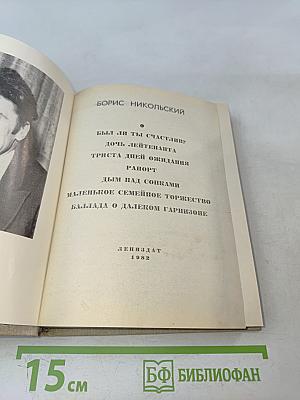 БОРИС НИКОЛЬСКИЙ
БЫЛ ЛИ ТЫ СЧАСТЛИВ?
ДОЧЬ ЛЕЙТЕНАНТА
ТРИСТА ДНЕЙ ОЖИДАНИЯ
РАПОРТ
ДЫМ НАД СОПКАМИ
МАЛЕНЬКОЕ СЕМЕЙНОЕ ТОРЖЕСТВО
БАЛЛАДА О ДАЛЕКОМ ГАРНИЗОНЕ
ЛЕНИЗДАТ
1982
15 см
БФ БИБЛИОФАН